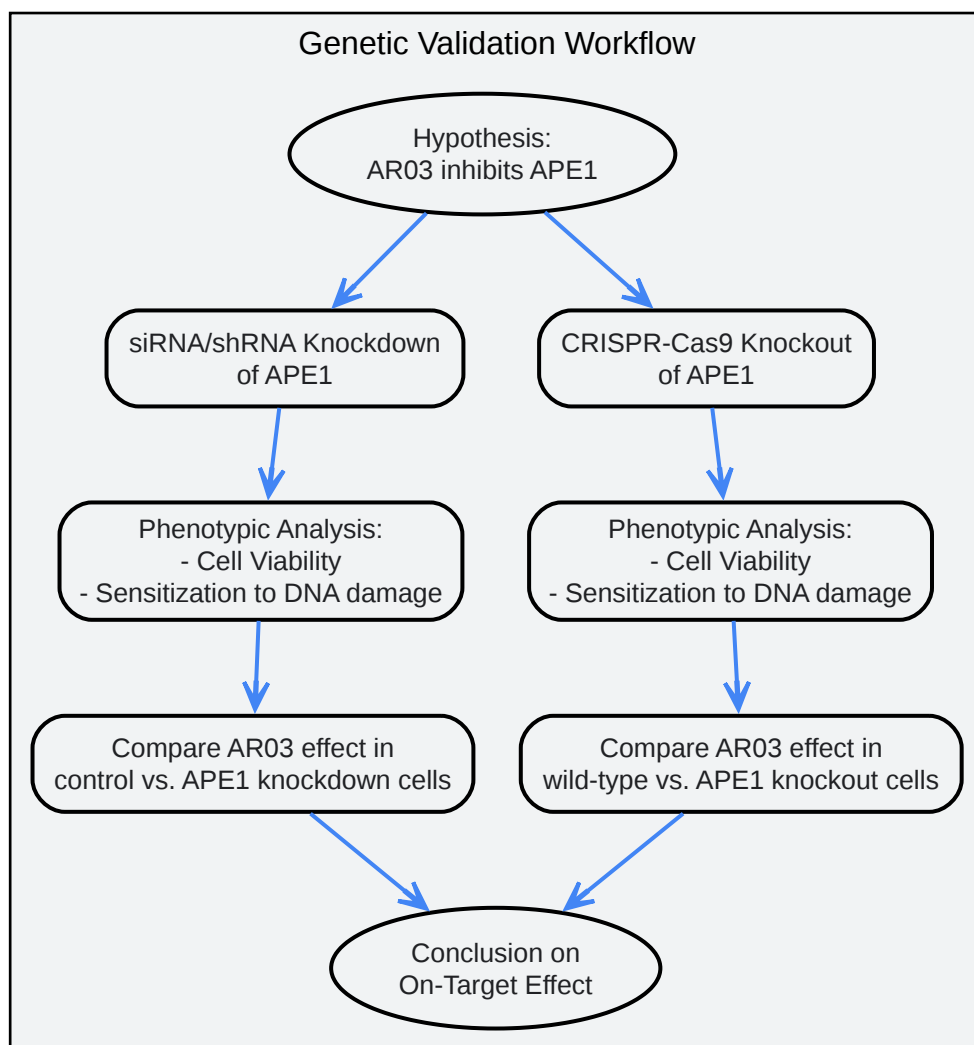 Genetic Validation Workflow
Hypothesis:
AR03 inhibits APE1
siRNA/shRNA Knockdown
of APE1
CRISPR-Cas9 Knockout
of APE1
Phenotypic Analysis:
- Cell Viability
- Sensitization to DNA damage
Phenotypic Analysis:
- Cell Viability
- Sensitization to DNA damage
Compare AR03 effect in
control vs. APE1 knockdown cells
Compare AR03 effect in
wild-type vs. APE1 knockout cells
Conclusion on
On-Target Effect